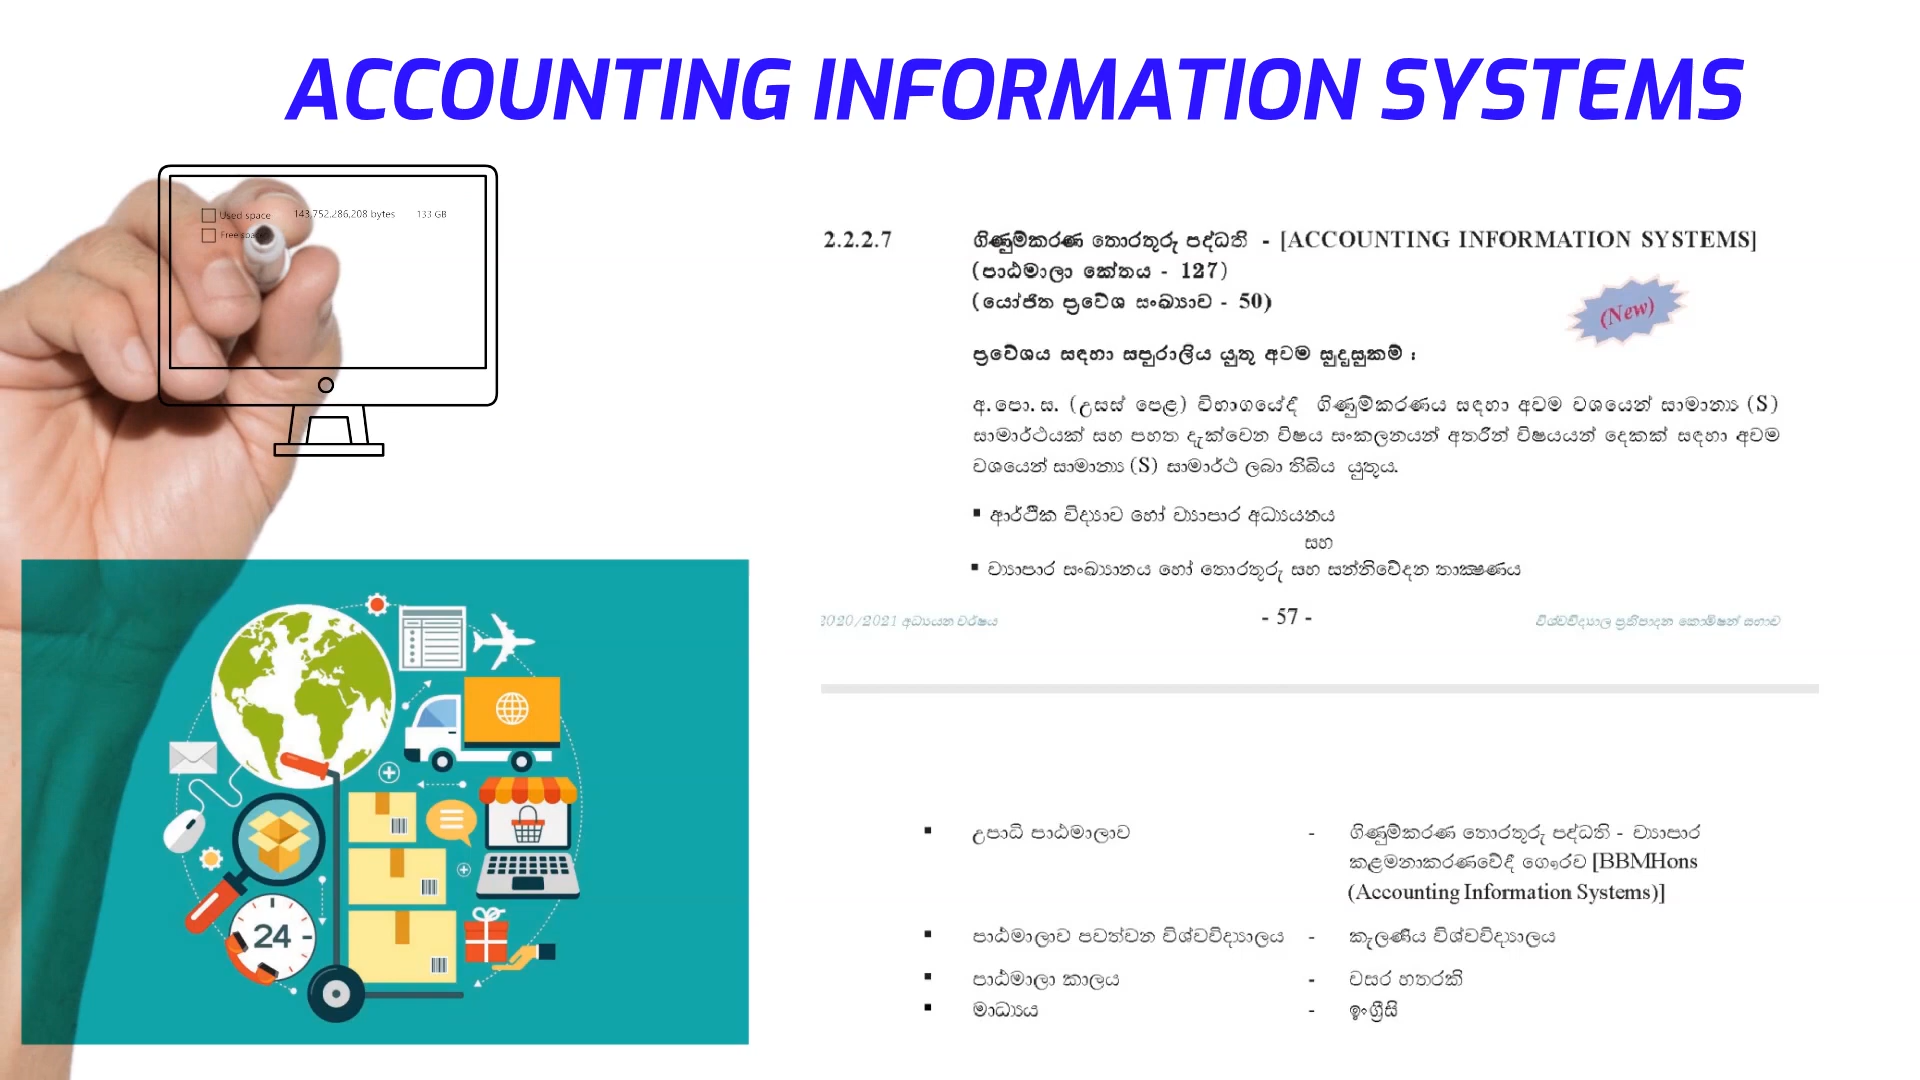 ACCOUNTING INFORMATION SYSTEMS
Used space 143,752,286,208 bytes 133 GB
Free space
2.2.2.7 ගිණුම්කරණ තොරතුරු පද්ධති - [ACCOUNTING INFORMATION SYSTEMS]
(පාඨමාලා කේතය - 127)
(යෝජිත ප්‍රවේශ සංඛ්‍යාව - 50)
(New)
ප්‍රවේශය සඳහා සපුරාලිය යුතු අවම සුදුසුකම් :
අ.පො.ස. (උසස් පෙළ) විභාගයේදී ගිණුම්කරණය සඳහා අවම වශයෙන් සාමාන්‍ය (S)
සාමාර්ථයක් සහ පහත දැක්වෙන විෂය සංකලනයන් අතරින් විෂයයන් දෙකක් සඳහා අවම
වශයෙන් සාමාන්‍ය (S) සාමාර්ථ ලබා තිබිය යුතුය.
▪ ආර්ථික විද්‍යාව හෝ ව්‍යාපාර අධ්‍යයනය
සහ
▪ ව්‍යාපාර සංඛ්‍යානය හෝ තොරතුරු සහ සන්නිවේදන තාක්ෂණය
2020/2021 අධ්‍යයන වර්ෂය - 57 - විශ්වවිද්‍යාල ප්‍රතිපාදන කොමිෂන් සභාව
▪ උපාධි පාඨමාලාව - ගිණුම්කරණ තොරතුරු පද්ධති - ව්‍යාපාර
කළමනාකරණවේදී ගෞරව [BBMHons
(Accounting Information Systems)]
▪ පාඨමාලාව පවත්වන විශ්වවිද්‍යාලය - කැලණිය විශ්වවිද්‍යාලය
▪ පාඨමාලා කාලය - වසර හතරකි
▪ මාධ්‍යය - ඉංග්‍රීසි
24